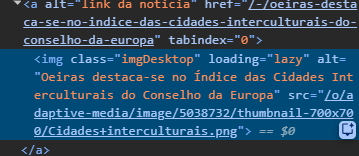 <a alt="link da notícia" href="/-/oeiras-desta
ca-se-no-indice-das-cidades-interculturais-do-
conselho-da-europa" tabindex="0">
<img class="imgDesktop" loading="lazy" alt=
"Oeiras destaca-se no Índice das Cidades Int
erculturais do Conselho da Europa" src="/o/a
daptive-media/image/5038732/thumbnail-700x70
0/Cidades+interculturais.png"> == $0
</a>